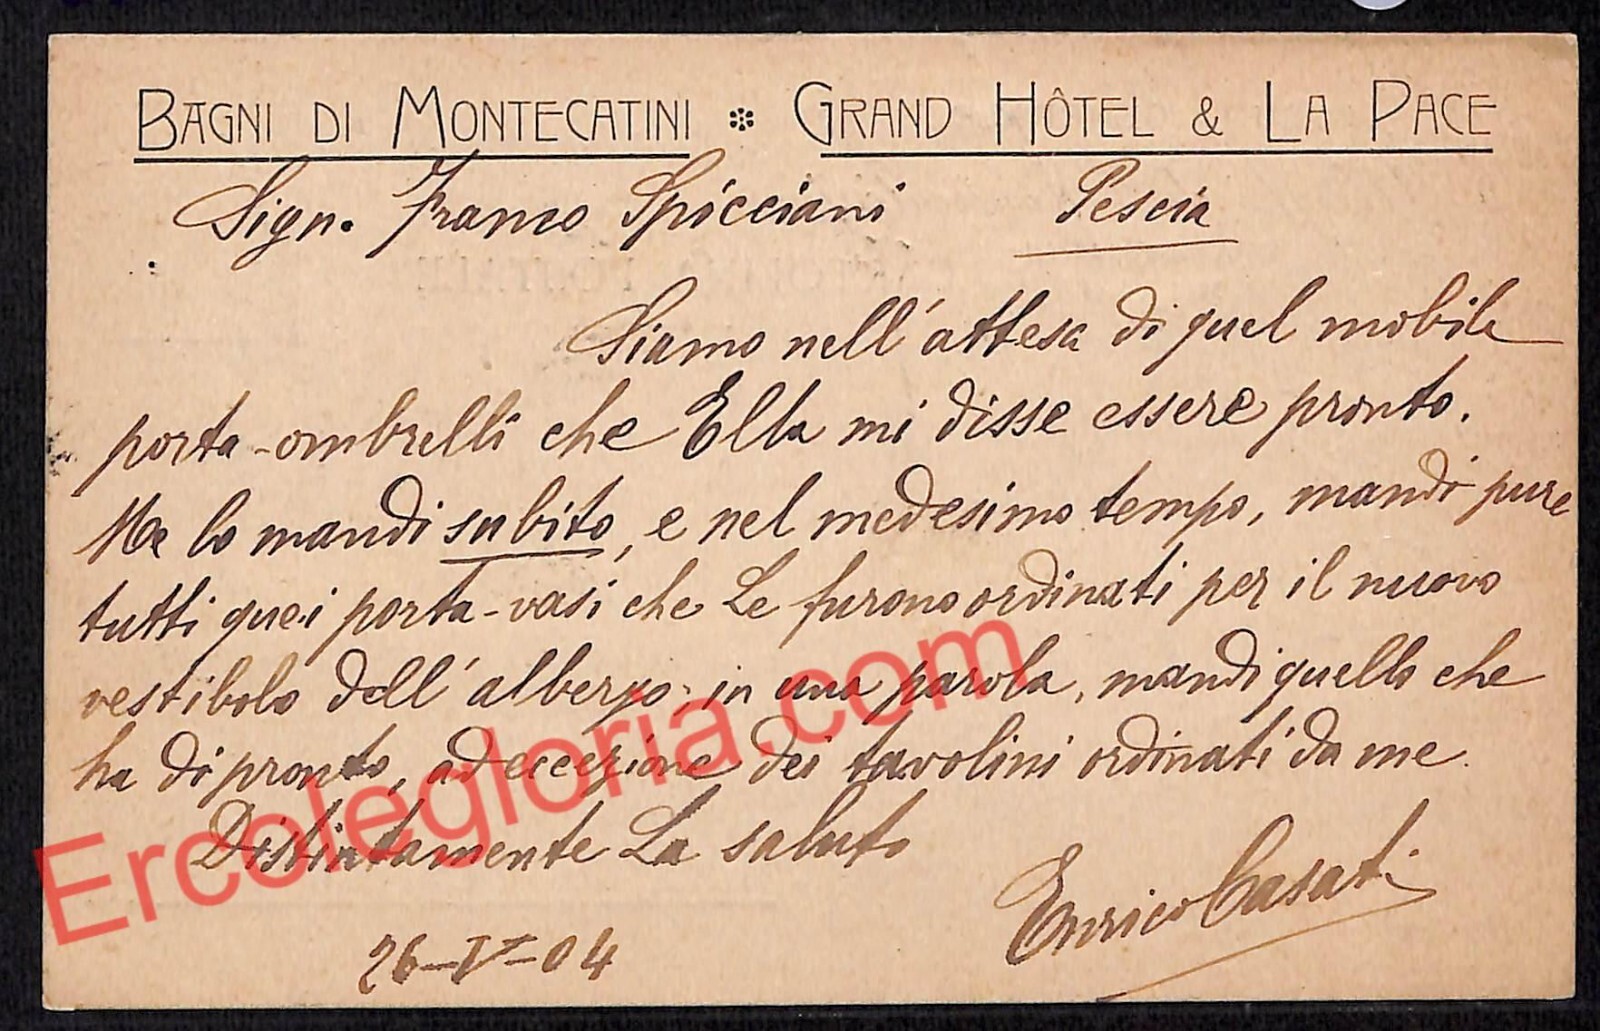 BAGNI DI MONTECATINI GRAND HÔTEL & LA PACE
Sign. Franco Spicciani Pescia
Siamo nell'attesa di quel mobile
porta-ombrelli che Ella mi disse essere pronto.
Me lo mandi subito, e nel medesimo tempo, mandi pure
tutti quei porta-vasi che Le furono ordinati per il nuovo
vestibolo dell'albergo; in una parola, mandi quello che
ha di pronto, ad eccezione dei tavolini ordinati da me.
Distintamente La saluto
Enrico Casati
26-V-04
Ercolegloria.com